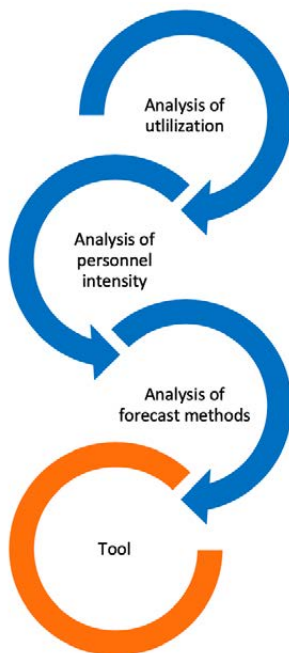 Analysis of
utlilization
Analysis of
personnel
intensity
Analysis of
forecast methods
Tool